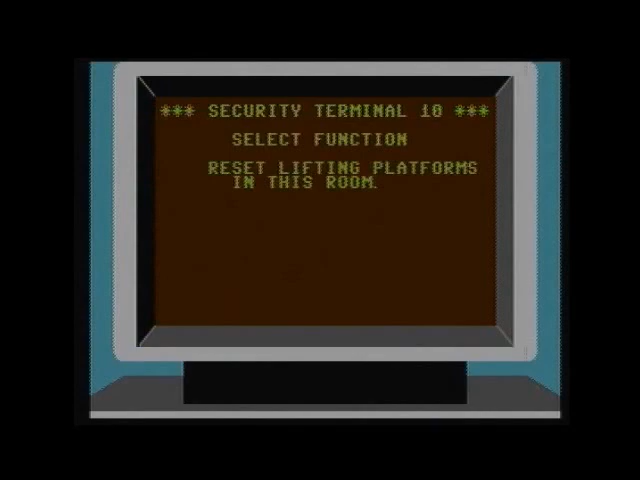 *** SECURITY TERMINAL 10 ***
SELECT FUNCTION
RESET LIFTING PLATFORMS
IN THIS ROOM.